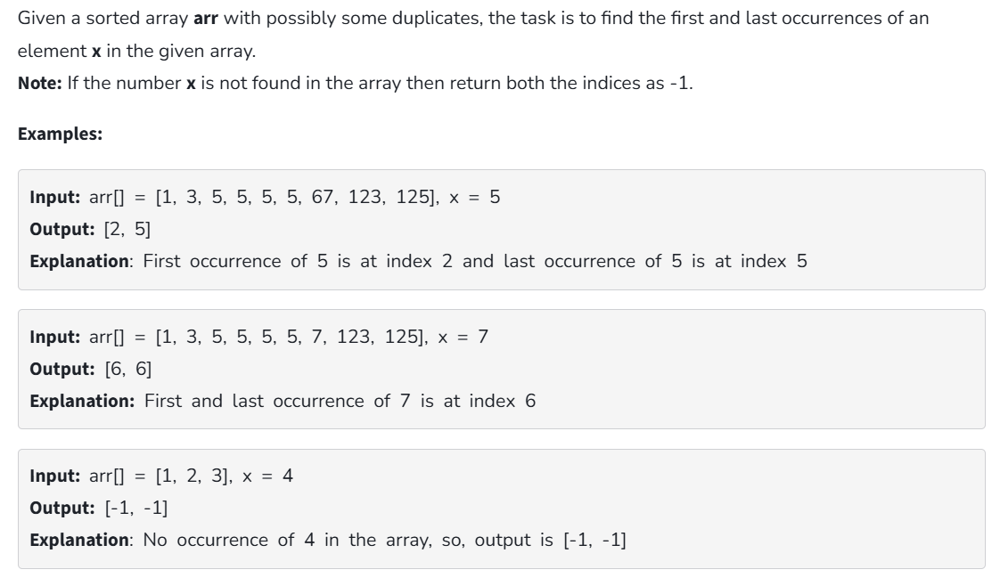 Given a sorted array arr with possibly some duplicates, the task is to find the first and last occurrences of an
element x in the given array.
Note: If the number x is not found in the array then return both the indices as -1.
Examples:
Input: arr[] = [1, 3, 5, 5, 5, 5, 67, 123, 125], x = 5
Output: [2, 5]
Explanation: First occurrence of 5 is at index 2 and last occurrence of 5 is at index 5
Input: arr[] = [1, 3, 5, 5, 5, 5, 7, 123, 125], x = 7
Output: [6, 6]
Explanation: First and last occurrence of 7 is at index 6
Input: arr[] = [1, 2, 3], x = 4
Output: [-1, -1]
Explanation: No occurrence of 4 in the array, so, output is [-1, -1]